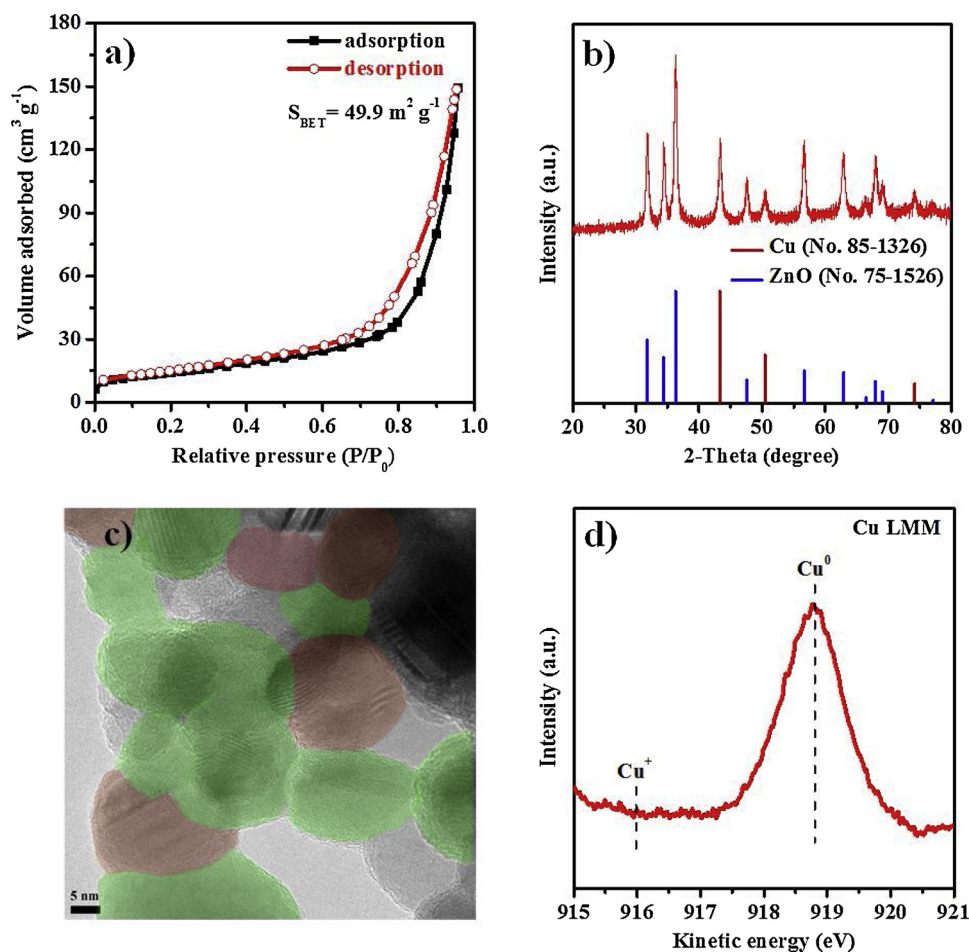 a)
adsorption
desorption
S_BET = 49.9 m² g⁻¹
Volume adsorbed (cm³ g⁻¹)
180
150
120
90
60
30
0
0.0 0.2 0.4 0.6 0.8 1.0
Relative pressure (P/P₀)
b)
Intensity (a.u.)
Cu (No. 85-1326)
ZnO (No. 75-1526)
20 30 40 50 60 70 80
2-Theta (degree)
c)
5 nm
d)
Cu LMM
Cu⁰
Cu⁺
Intensity (a.u.)
915 916 917 918 919 920 921
Kinetic energy (eV)